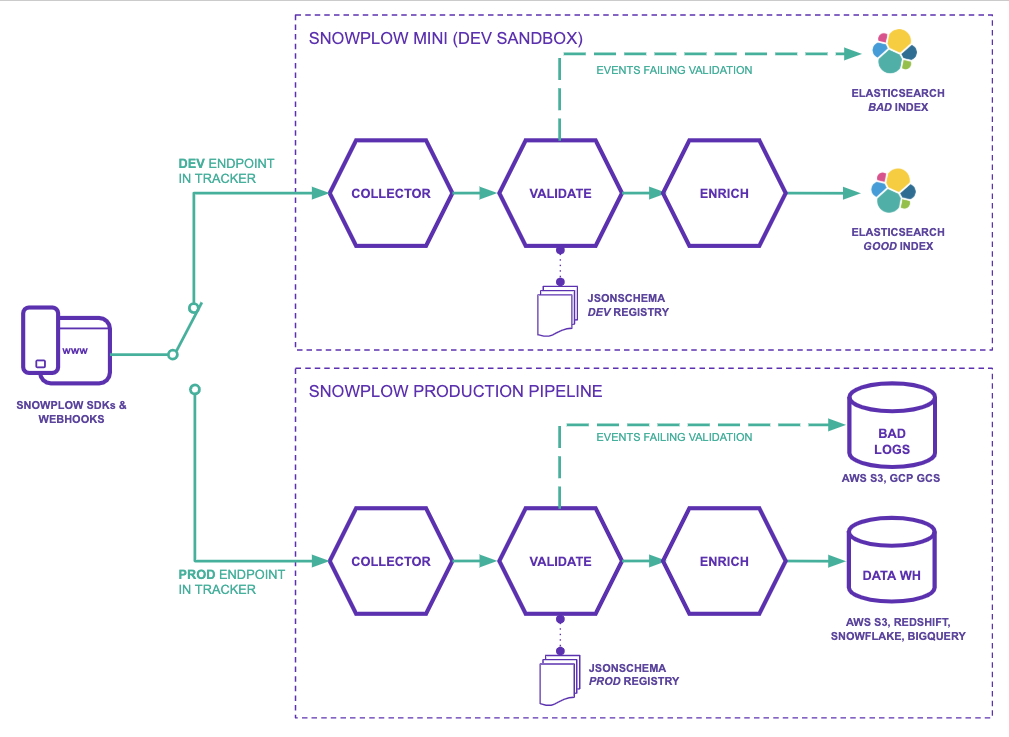 SNOWPLOW MINI (DEV SANDBOX)
EVENTS FAILING VALIDATION
ELASTICSEARCH
BAD INDEX
DEV ENDPOINT
IN TRACKER
COLLECTOR
VALIDATE
ENRICH
ELASTICSEARCH
GOOD INDEX
JSONSCHEMA
DEV REGISTRY
www
SNOWPLOW SDKs &
WEBHOOKS
SNOWPLOW PRODUCTION PIPELINE
EVENTS FAILING VALIDATION
BAD
LOGS
AWS S3, GCP GCS
COLLECTOR
VALIDATE
ENRICH
DATA WH
PROD ENDPOINT
IN TRACKER
AWS S3, REDSHIFT,
SNOWFLAKE, BIGQUERY
JSONSCHEMA
PROD REGISTRY